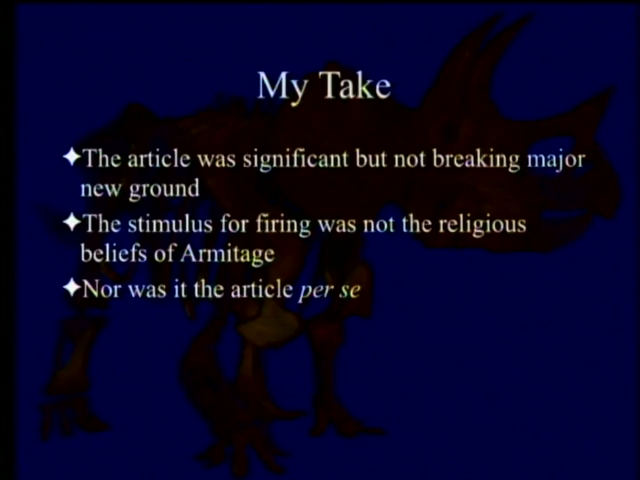 My Take
✦The article was significant but not breaking major
new ground
✦The stimulus for firing was not the religious
beliefs of Armitage
✦Nor was it the article per se